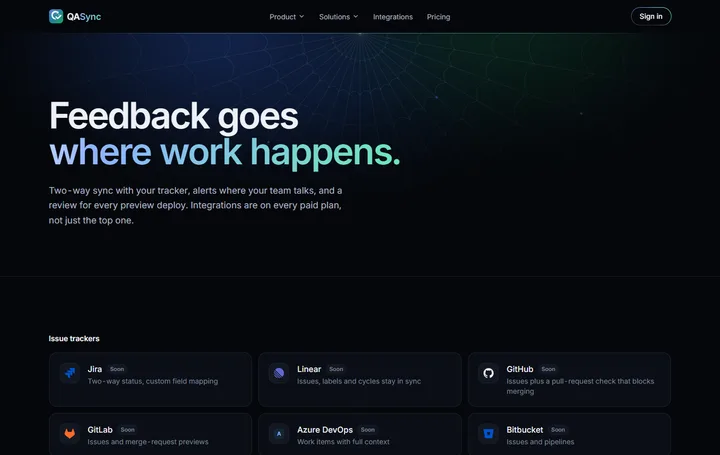 QASync
Product
Solutions
Integrations
Pricing
Sign in
Feedback goes
where work happens.
Two-way sync with your tracker, alerts where your team talks, and a
review for every preview deploy. Integrations are on every paid plan,
not just the top one.
Issue trackers
Jira Soon
Two-way status, custom field mapping
Linear Soon
Issues, labels and cycles stay in sync
GitHub Soon
Issues plus a pull-request check that blocks
merging
GitLab Soon
Issues and merge-request previews
A
Azure DevOps Soon
Work items with full context
Bitbucket Soon
Issues and pipelines